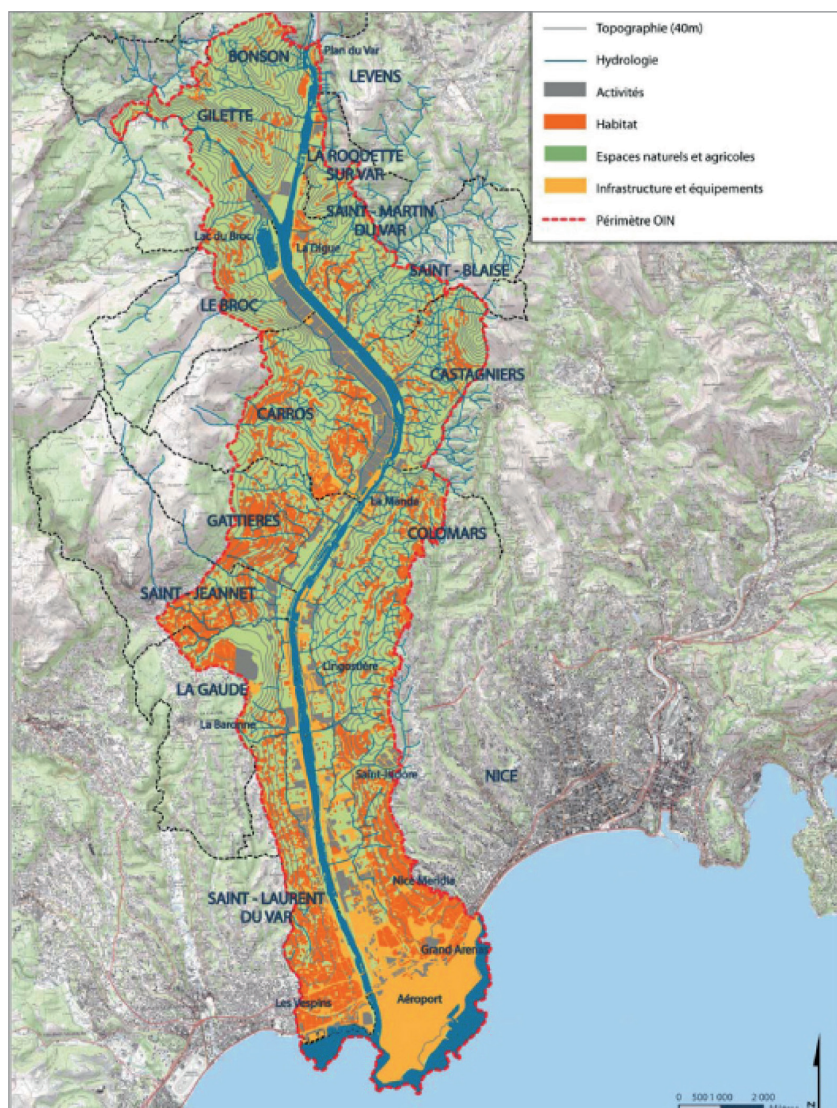 Topographie (40m)
Hydrologie
Activités
Habitat
Espaces naturels et agricoles
Infrastructure et équipements
Périmètre OIN
BONSON
Plan du Var
LEVENS
GILETTE
LA ROQUETTE
SUR VAR
SAINT - MARTIN
DU VAR
Lac du Broc
La Digue
SAINT - BLAISE
LE BROC
CASTAGNIERS
CARROS
La Manda
GATTIERES
COLOMARS
SAINT - JEANNET
Lingostière
LA GAUDE
La Baronne
Saint-Isidore
NICE
Nice Meridia
SAINT - LAURENT
DU VAR
Grand Arenas
Les Vespins
Aéroport
0 500 1 000 2 000
Mètres
N